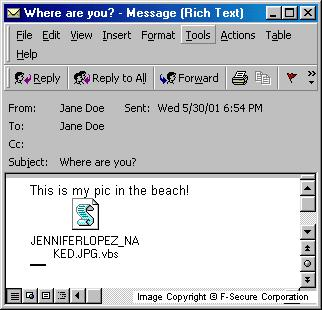 Where are you? - Message (Rich Text)
File Edit View Insert Format Tools Actions Table
Help
Reply Reply to All Forward »
From: Jane Doe Sent: Wed 5/30/01 6:54 PM
To: Jane Doe
Cc:
Subject: Where are you?
This is my pic in the beach!
JENNIFERLOPEZ_NA
KED.JPG.vbs
Image Copyright © F-Secure Corporation